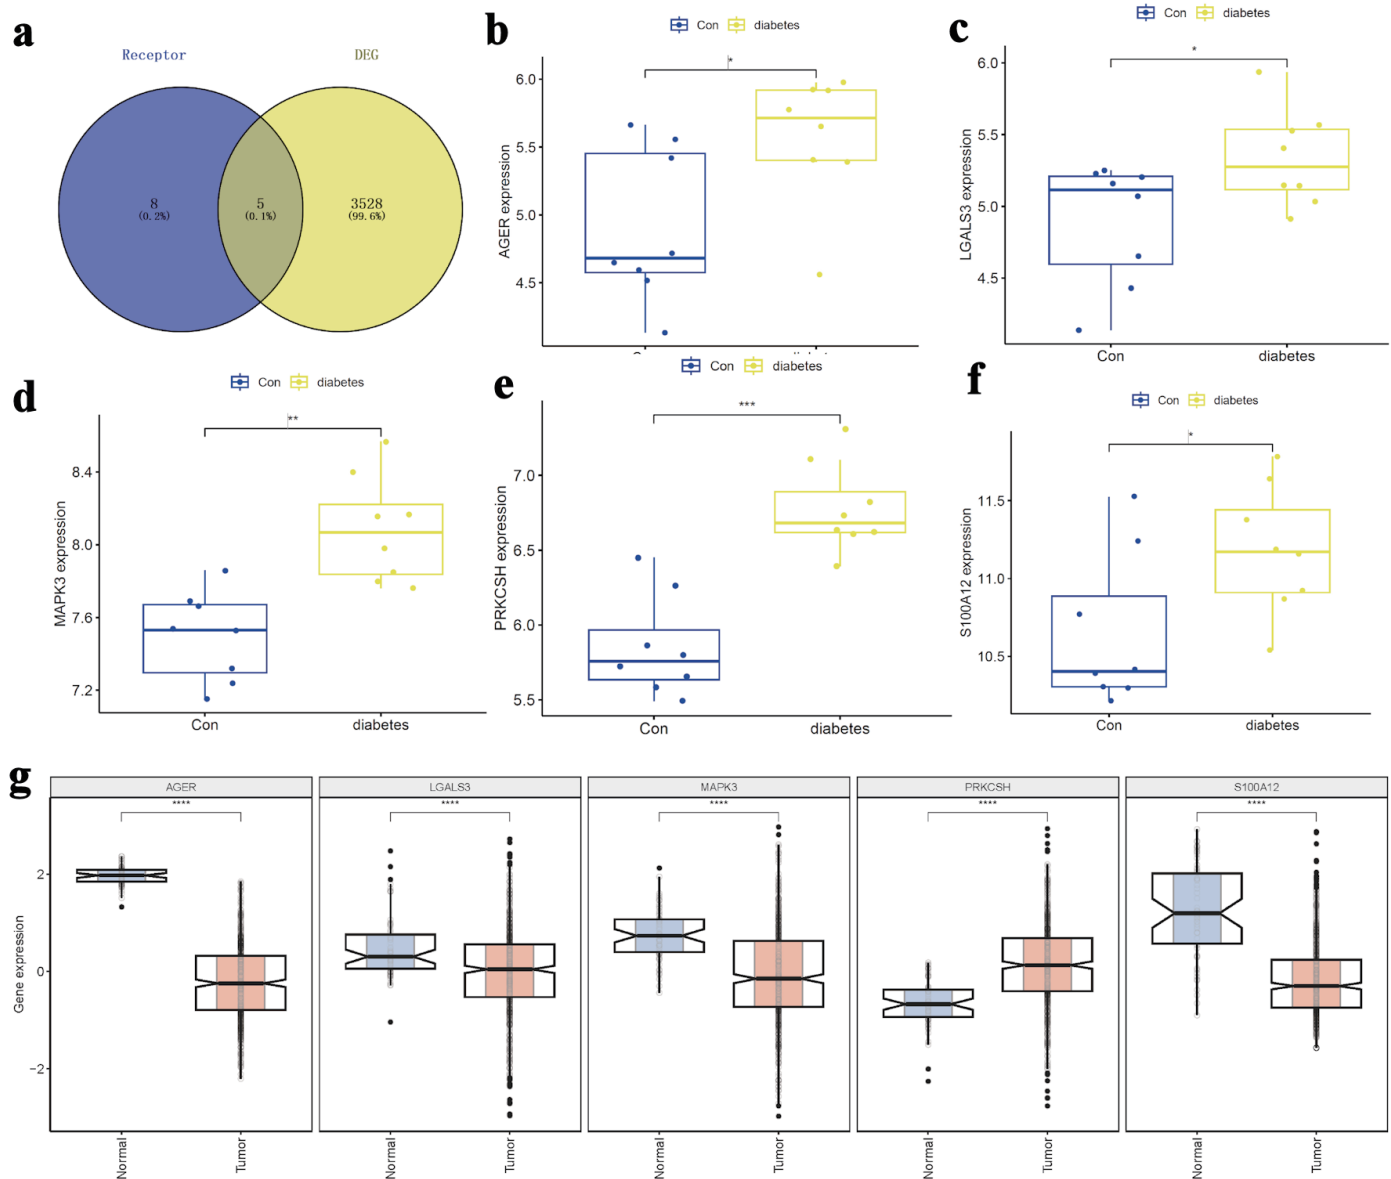 a
Receptor
DEG
8
(0.2%)
5
(0.1%)
3528
(99.6%)
b
Con
diabetes
*
6.0
5.5
5.0
4.5
AGER expression
c
Con
diabetes
*
6.0
5.5
5.0
4.5
LGALS3 expression
Con
diabetes
d
Con
diabetes
**
8.4
8.0
7.6
7.2
MAPK3 expression
Con
diabetes
e
Con
diabetes
***
7.0
6.5
6.0
5.5
PRKCSH expression
Con
diabetes
f
Con
diabetes
*
11.5
11.0
10.5
S100A12 expression
Con
diabetes
g
AGER
LGALS3
MAPK3
PRKCSH
S100A12
****
****
****
****
****
2
0
−2
Gene expression
Normal
Tumor
Normal
Tumor
Normal
Tumor
Normal
Tumor
Normal
Tumor